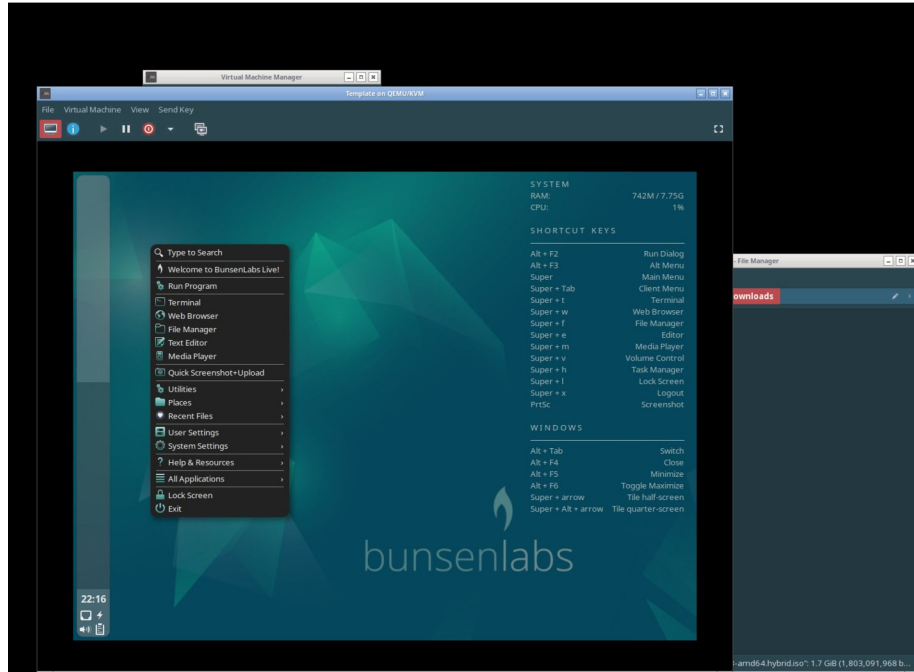 Virtual Machine Manager
Template on QEMU/KVM
File Virtual Machine View Send Key
SYSTEM
RAM: 742M / 7.75G
CPU: 1%
SHORTCUT KEYS
Alt + F2 Run Dialog
Alt + F3 Alt Menu
Super Main Menu
Super + Tab Client Menu
Super + t Terminal
Super + w Web Browser
Super + f File Manager
Super + e Editor
Super + m Media Player
Super + v Volume Control
Super + h Task Manager
Super + l Lock Screen
Super + x Logout
PrtSc Screenshot
WINDOWS
Alt + Tab Switch
Alt + F4 Close
Alt + F5 Minimize
Alt + F6 Toggle Maximize
Super + arrow Tile half-screen
Super + Alt + arrow Tile quarter-screen
Type to Search
Welcome to BunsenLabs Live!
Run Program
Terminal
Web Browser
File Manager
Text Editor
Media Player
Quick Screenshot+Upload
Utilities
Places
Recent Files
User Settings
System Settings
Help & Resources
All Applications
Lock Screen
Exit
bunsenlabs
22:16
- File Manager
ownloads
-amd64.hybrid.iso": 1.7 GiB (1,803,091,968 b...